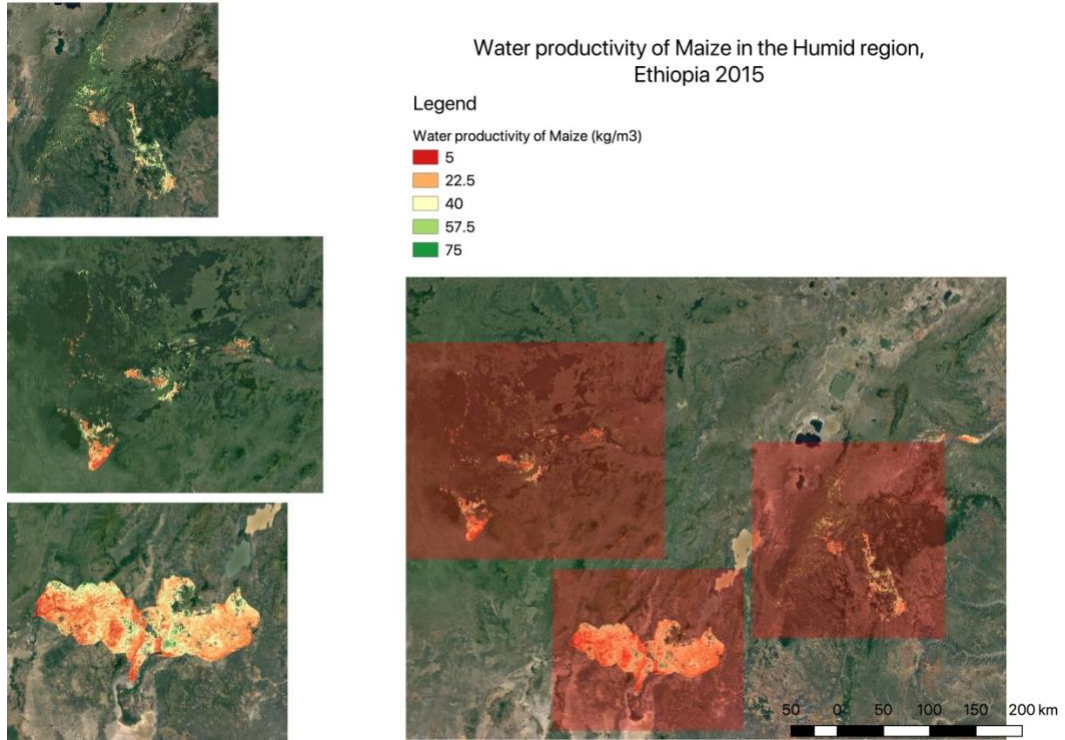 Water productivity of Maize in the Humid region,
Ethiopia 2015
Legend
Water productivity of Maize (kg/m3)
5
22.5
40
57.5
75
50 0 50 100 150 200 km